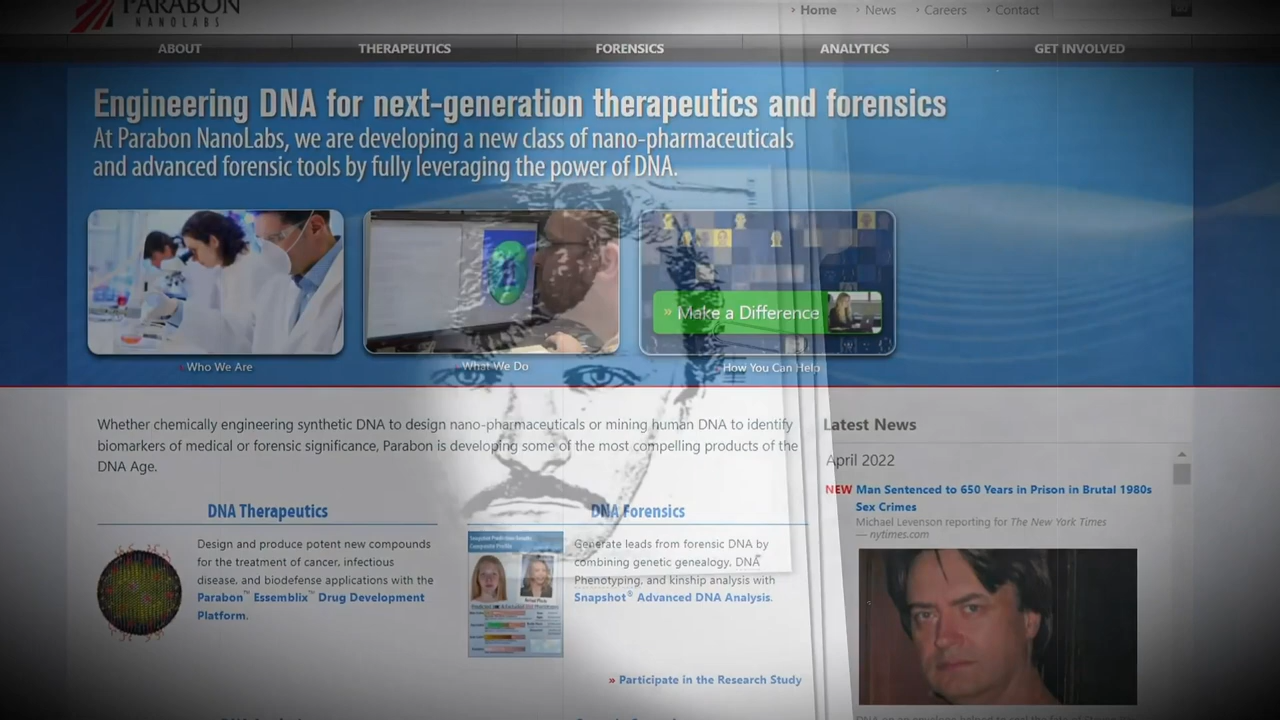 PARABON
NANOLABS
› Home › News › Careers › Contact
ABOUT THERAPEUTICS FORENSICS ANALYTICS GET INVOLVED
Engineering DNA for next-generation therapeutics and forensics
At Parabon NanoLabs, we are developing a new class of nano-pharmaceuticals
and advanced forensic tools by fully leveraging the power of DNA.
» Make a Difference
Who We Are
What We Do
How You Can Help
Whether chemically engineering synthetic DNA to design nano-pharmaceuticals or mining human DNA to identify
biomarkers of medical or forensic significance, Parabon is developing some of the most compelling products of the
DNA Age.
DNA Therapeutics
Design and produce potent new compounds
for the treatment of cancer, infectious
disease, and biodefense applications with the
Parabon™ Essemblix™ Drug Development
Platform.
DNA Forensics
Generate leads from forensic DNA by
combining genetic genealogy, DNA
Phenotyping, and kinship analysis with
Snapshot® Advanced DNA Analysis.
» Participate in the Research Study
Latest News
April 2022
NEW Man Sentenced to 650 Years in Prison in Brutal 1980s
Sex Crimes
Michael Levenson reporting for The New York Times
— nytimes.com